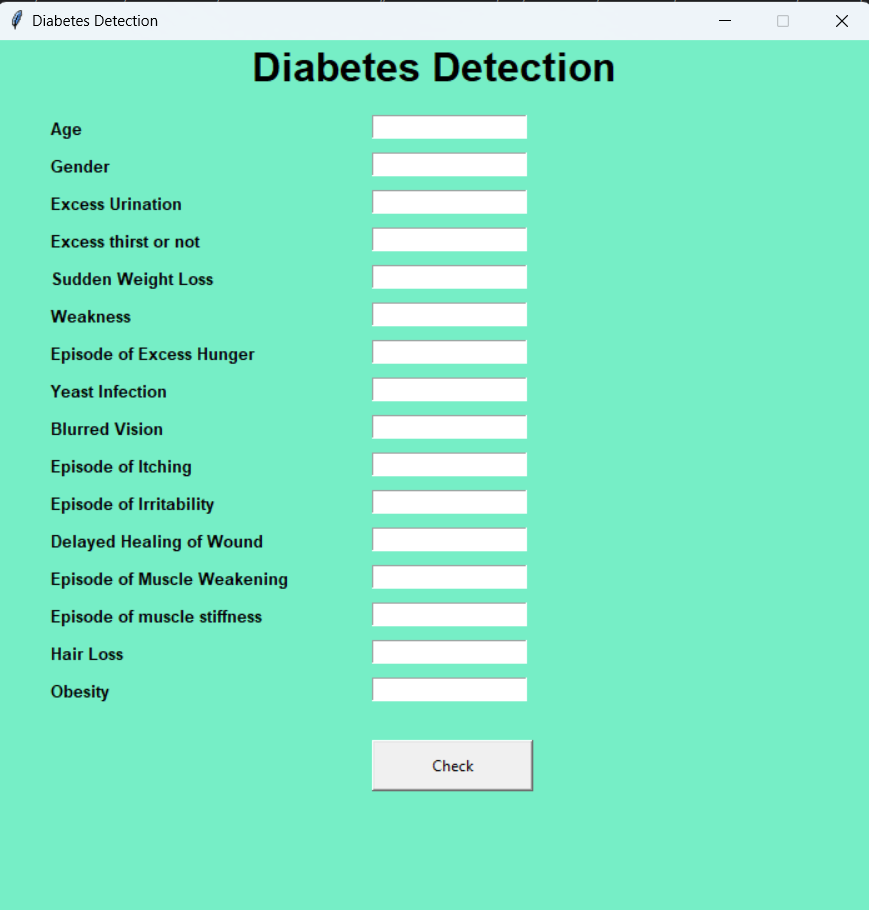 Diabetes Detection
Diabetes Detection
Age
Gender
Excess Urination
Excess thirst or not
Sudden Weight Loss
Weakness
Episode of Excess Hunger
Yeast Infection
Blurred Vision
Episode of Itching
Episode of Irritability
Delayed Healing of Wound
Episode of Muscle Weakening
Episode of muscle stiffness
Hair Loss
Obesity
Check